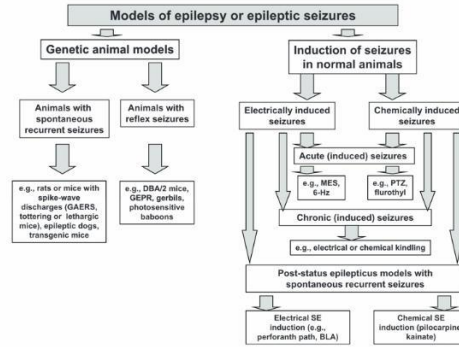 Models of epilepsy or epileptic seizures
Genetic animal models
Induction of seizures
in normal animals
Animals with
spontaneous
recurrent seizures
Animals with
reflex seizures
Electrically induced
seizures
Chemically induced
seizures
Acute (induced) seizures
e.g., rats or mice with
spike-wave
discharges (GAERS,
tottering or lethargic
mice), epileptic dogs,
transgenic mice
e.g., DBA/2 mice,
GEPR, gerbils,
photosensitive
baboons
e.g., MES,
6-Hz
e.g., PTZ,
flurothyl
Chronic (induced) seizures
e.g., electrical or chemical kindling
Post-status epilepticus models with
spontaneous recurrent seizures
Electrical SE
induction (e.g.,
perforanth path, BLA)
Chemical SE
induction (pilocarpine
kainate)